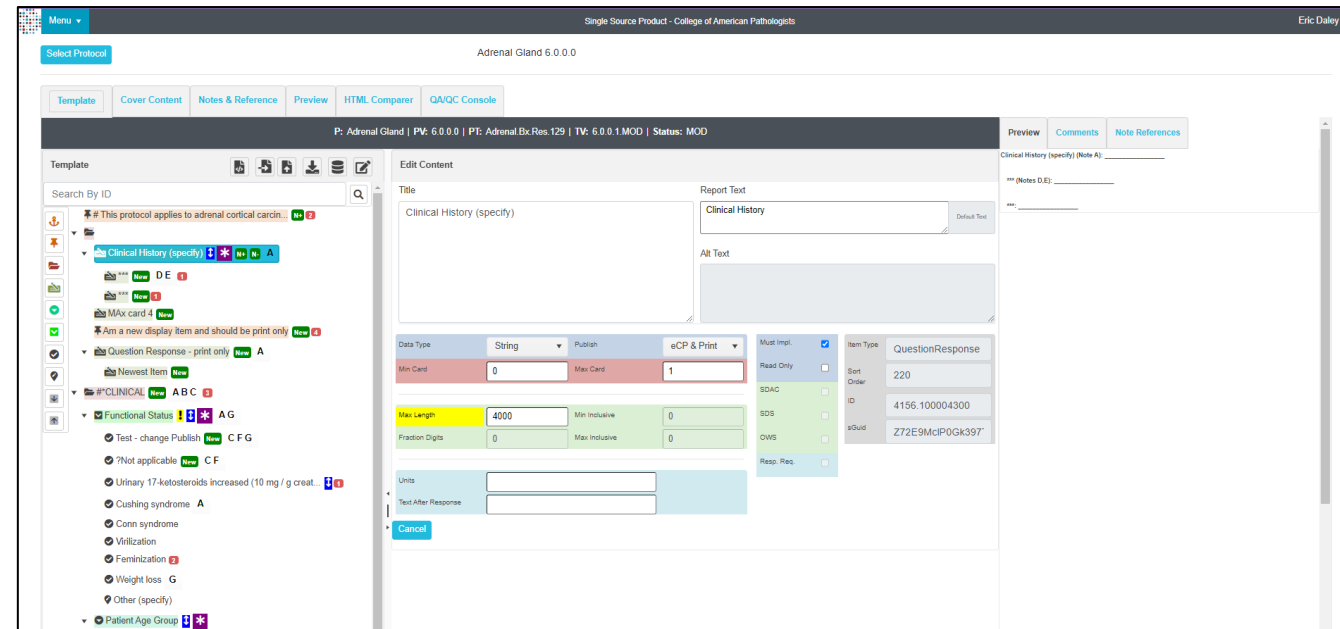 Menu
Single Source Product - College of American Pathologists
Eric Daley
Select Protocol
Adrenal Gland 6.0.0.0
Template
Cover Content
Notes & Reference
Preview
HTML Comparer
QA/QC Console
P: Adrenal Gland | PV: 6.0.0.0 | PT: Adrenal.Bx.Res.129 | TV: 6.0.0.1.MOD | Status: MOD
Preview
Comments
Note References
Template
Search By ID
# This protocol applies to adrenal cortical carcin... N+ 2
Clinical History (specify) N+ N- A
*** New D E 1
*** New 1
MAx card 4 New
Am a new display item and should be print only New 4
Question Response - print only New A
Newest Item New
#*CLINICAL New A B C 3
Functional Status ! A G
Test - change Publish New C F G
?Not applicable New C F
Urinary 17-ketosteroids increased (10 mg / g creat... 1
Cushing syndrome A
Conn syndrome
Virilization
Feminization 2
Weight loss G
Other (specify)
Patient Age Group
Edit Content
Title
Report Text
Clinical History (specify)
Clinical History
Default Text
Alt Text
Data Type String Publish eCP & Print
Min Card 0 Max Card 1
Max Length 4000 Min Inclusive 0
Fraction Digits 0 Max Inclusive 0
Units
Text After Response
Cancel
Must Impl.
Read Only
SDAC
SDS
OWS
Resp. Req.
Item Type QuestionResponse
Sort Order 220
ID 4156.100004300
sGuid Z72E9McIP0Gk397
Clinical History (specify) (Note A): _______________
*** (Notes D,E): _______________
***: _______________